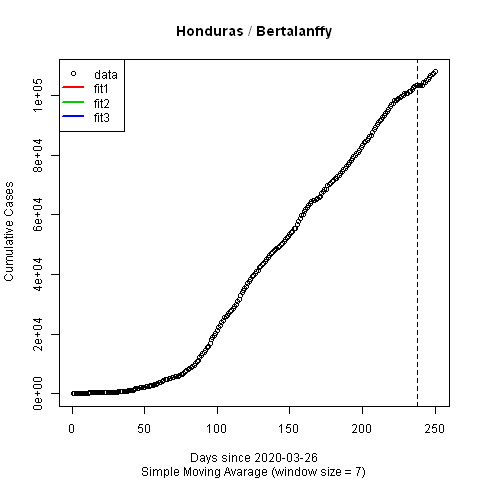 Honduras / Bertalanffy
data
fit1
fit2
fit3
Cumulative Cases
1e+05
8e+04
6e+04
4e+04
2e+04
0e+00
0 50 100 150 200 250
Days since 2020-03-26
Simple Moving Avarage (window size = 7)